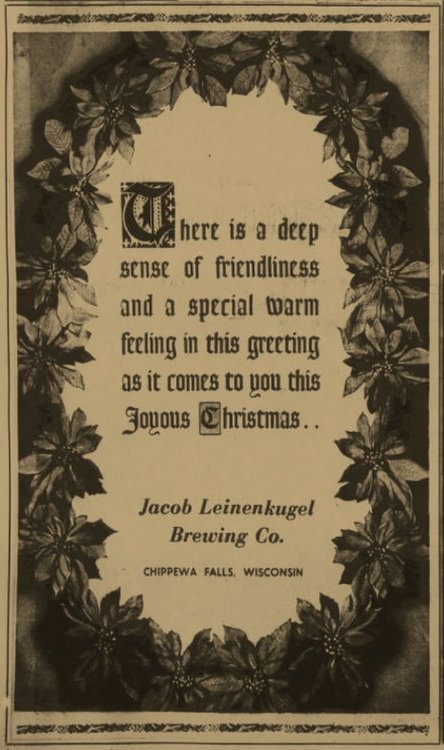 There is a deep
sense of friendliness
and a special warm
feeling in this greeting
as it comes to you this
Joyous Christmas..
Jacob Leinenkugel
Brewing Co.
CHIPPEWA FALLS, WISCONSIN